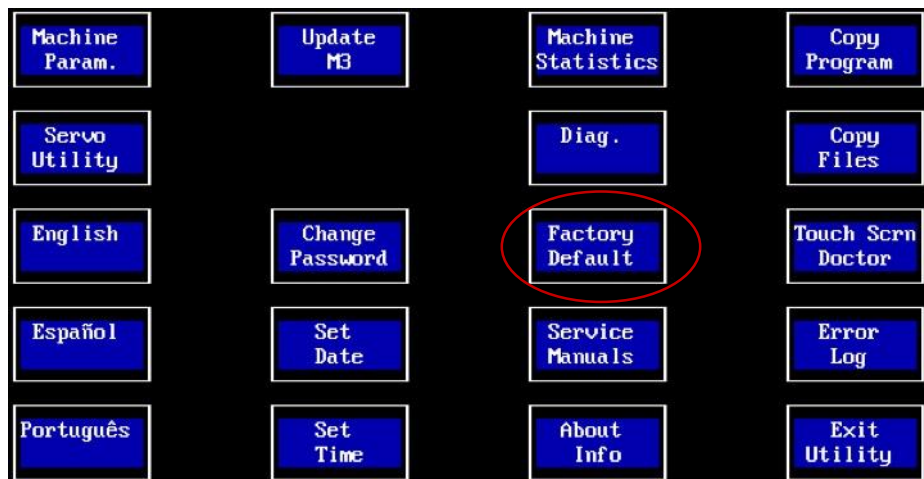 Machine
Param.
Update
M3
Machine
Statistics
Copy
Program
Servo
Utility
Diag.
Copy
Files
English
Change
Password
Factory
Default
Touch Scrn
Doctor
Español
Set
Date
Service
Manuals
Error
Log
Português
Set
Time
About
Info
Exit
Utility